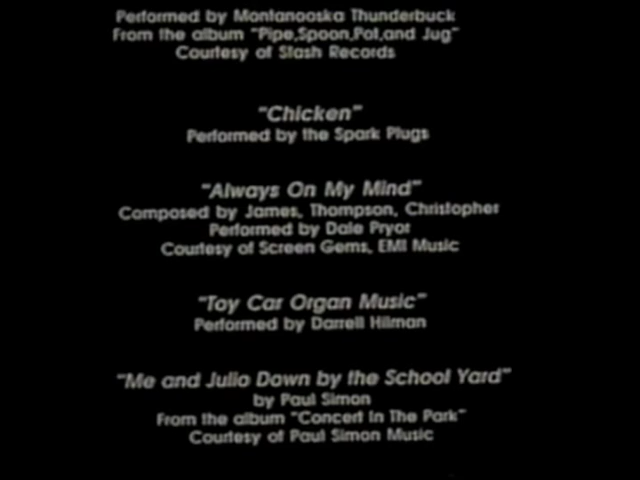 Performed by Montanooska Thunderbuck
From the album "Pipe,Spoon,Pot,and Jug"
Courtesy of Stash Records
"Chicken"
Performed by the Spark Plugs
"Always On My Mind"
Composed by James, Thompson, Christopher
Performed by Dale Pryor
Courtesy of Screen Gems, EMI Music
"Toy Car Organ Music"
Performed by Darrell Hilman
"Me and Julio Down by the School Yard"
by Paul Simon
From the album "Concert In The Park"
Courtesy of Paul Simon Music